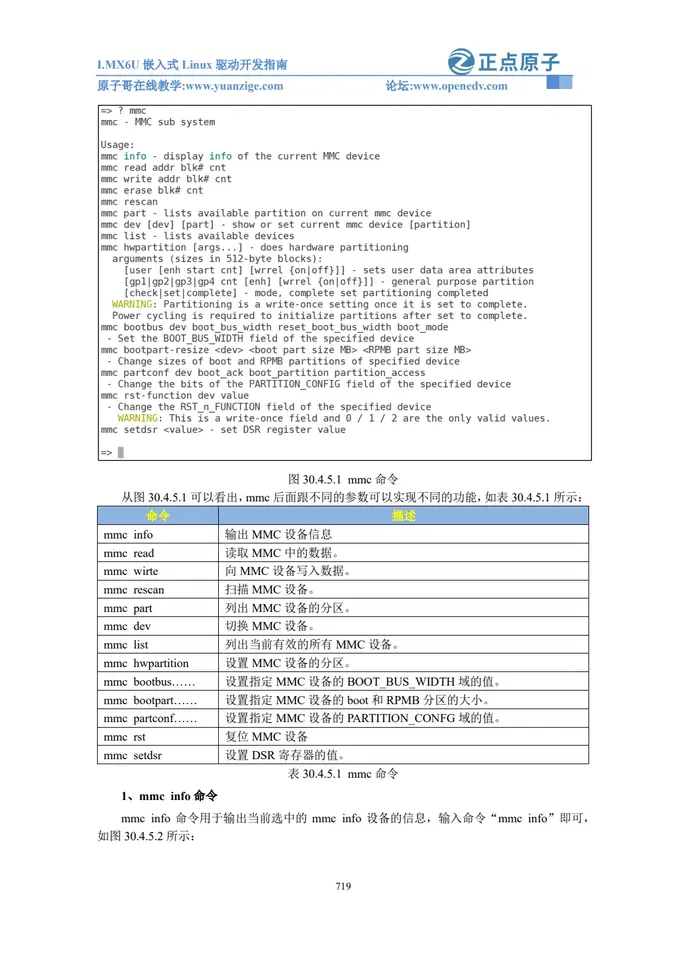 I.MX6U 嵌入式 Linux 驱动开发指南
正点原子
原子哥在线教学:www.yuanzige.com 论坛:www.openedv.com
=> ? mmc
mmc - MMC sub system
Usage:
mmc info - display info of the current MMC device
mmc read addr blk# cnt
mmc write addr blk# cnt
mmc erase blk# cnt
mmc rescan
mmc part - lists available partition on current mmc device
mmc dev [dev] [part] - show or set current mmc device [partition]
mmc list - lists available devices
mmc hwpartition [args...] - does hardware partitioning
arguments (sizes in 512-byte blocks):
[user [enh start cnt] [wrrel {on|off}]] - sets user data area attributes
[gp1|gp2|gp3|gp4 cnt [enh] [wrrel {on|off}]] - general purpose partition
[check|set|complete] - mode, complete set partitioning completed
WARNING: Partitioning is a write-once setting once it is set to complete.
Power cycling is required to initialize partitions after set to complete.
mmc bootbus dev boot_bus_width reset_boot_bus_width boot_mode
- Set the BOOT_BUS_WIDTH field of the specified device
mmc bootpart-resize <dev> <boot part size MB> <RPMB part size MB>
- Change sizes of boot and RPMB partitions of specified device
mmc partconf dev boot_ack boot_partition partition_access
- Change the bits of the PARTITION_CONFIG field of the specified device
mmc rst-function dev value
- Change the RST_n_FUNCTION field of the specified device
WARNING: This is a write-once field and 0 / 1 / 2 are the only valid values.
mmc setdsr <value> - set DSR register value
=>
图 30.4.5.1 mmc 命令
从图 30.4.5.1 可以看出，mmc 后面跟不同的参数可以实现不同的功能，如表 30.4.5.1 所示：
命令 描述
mmc info 输出 MMC 设备信息
mmc read 读取 MMC 中的数据。
mmc wirte 向 MMC 设备写入数据。
mmc rescan 扫描 MMC 设备。
mmc part 列出 MMC 设备的分区。
mmc dev 切换 MMC 设备。
mmc list 列出当前有效的所有 MMC 设备。
mmc hwpartition 设置 MMC 设备的分区。
mmc bootbus…… 设置指定 MMC 设备的 BOOT_BUS_WIDTH 域的值。
mmc bootpart…… 设置指定 MMC 设备的 boot 和 RPMB 分区的大小。
mmc partconf…… 设置指定 MMC 设备的 PARTITION_CONFG 域的值。
mmc rst 复位 MMC 设备
mmc setdsr 设置 DSR 寄存器的值。
表 30.4.5.1 mmc 命令
1、mmc info 命令
mmc info 命令用于输出当前选中的 mmc info 设备的信息，输入命令“mmc info”即可，
如图 30.4.5.2 所示：
719